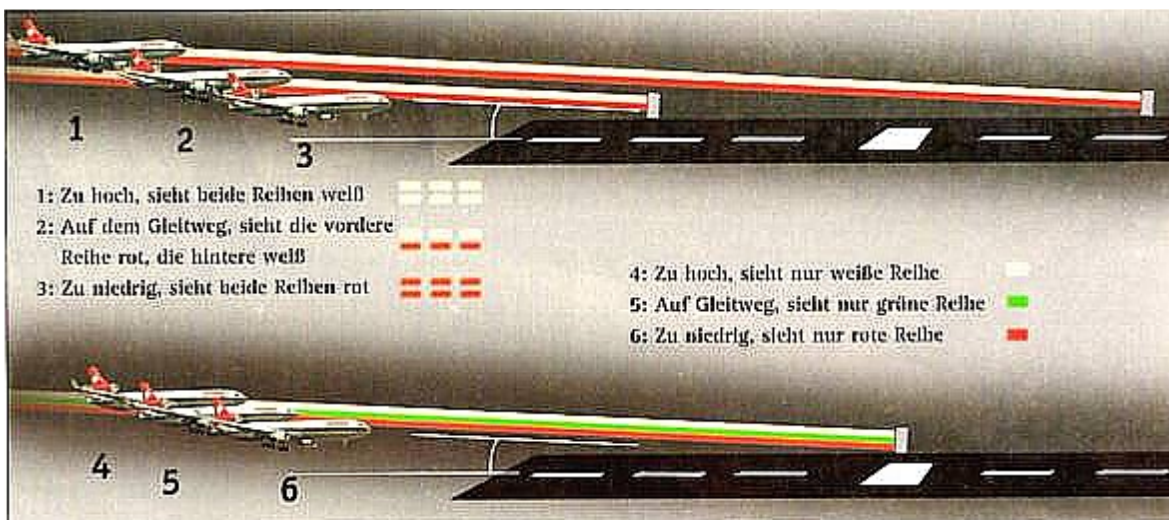 1
2
3
1: Zu hoch, sieht beide Reihen weiß
2: Auf dem Gleitweg, sieht die vordere
Reihe rot, die hintere weiß
3: Zu niedrig, sieht beide Reihen rot
4: Zu hoch, sieht nur weiße Reihe
5: Auf Gleitweg, sieht nur grüne Reihe
6: Zu niedrig, sieht nur rote Reihe
4
5
6